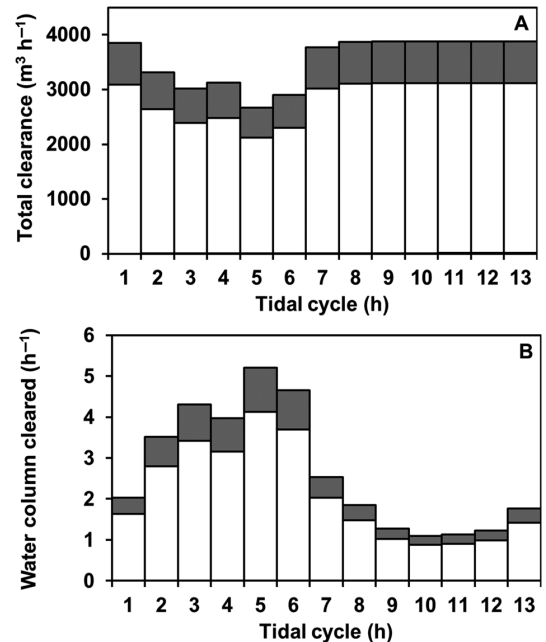 A
Total clearance (m³ h⁻¹)
4000
3000
2000
1000
0
1 2 3 4 5 6 7 8 9 10 11 12 13
Tidal cycle (h)
B
Water column cleared (h⁻¹)
6
5
4
3
2
1
0
1 2 3 4 5 6 7 8 9 10 11 12 13
Tidal cycle (h)